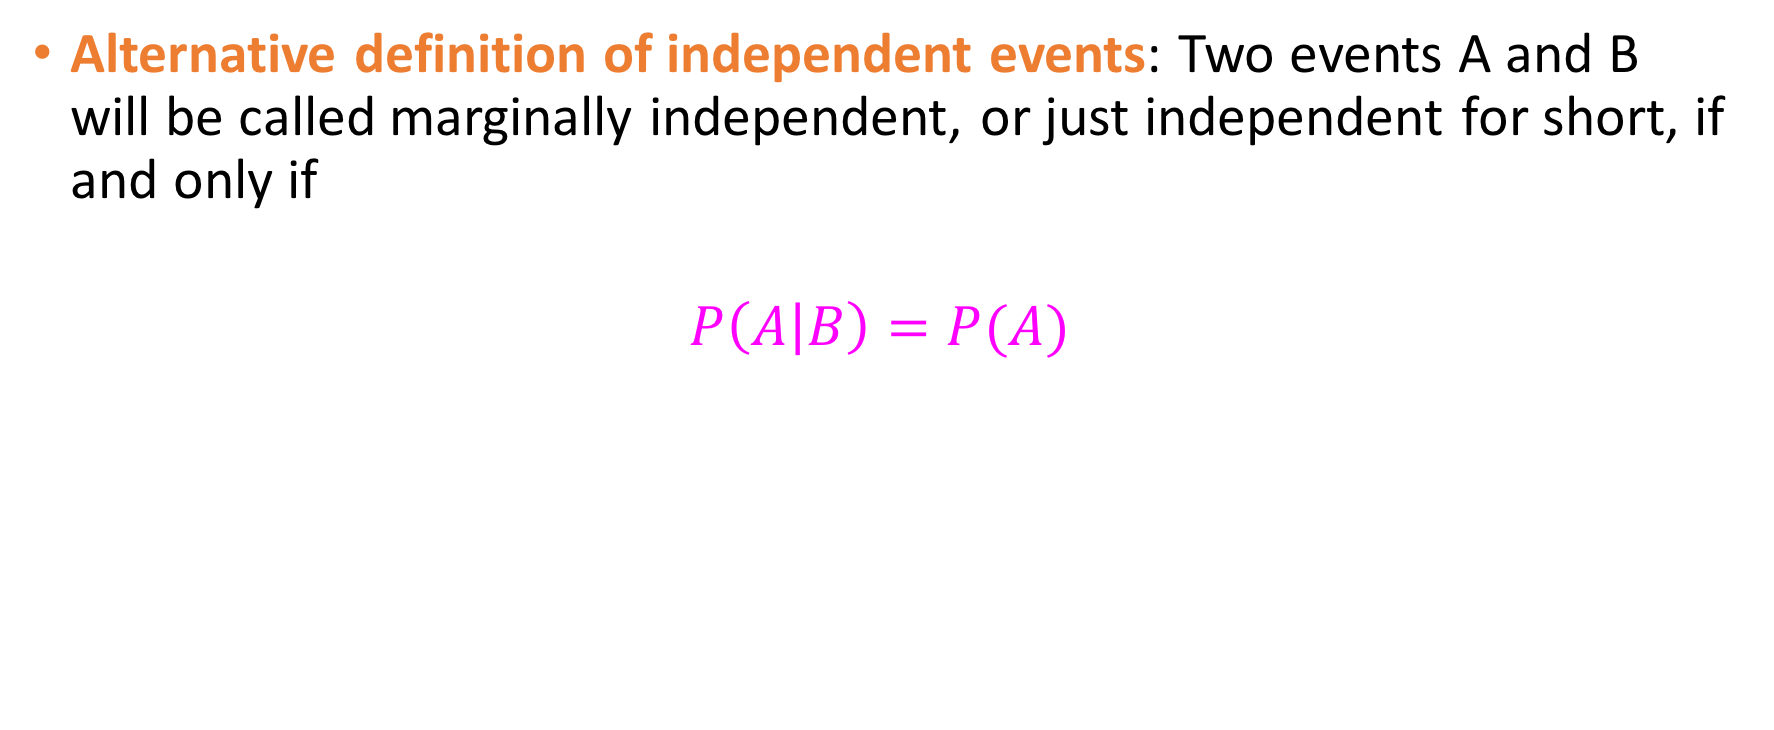 • Alternative definition of independent events: Two events A and B
will be called marginally independent, or just independent for short, if
and only if
P(A|B) = P(A)